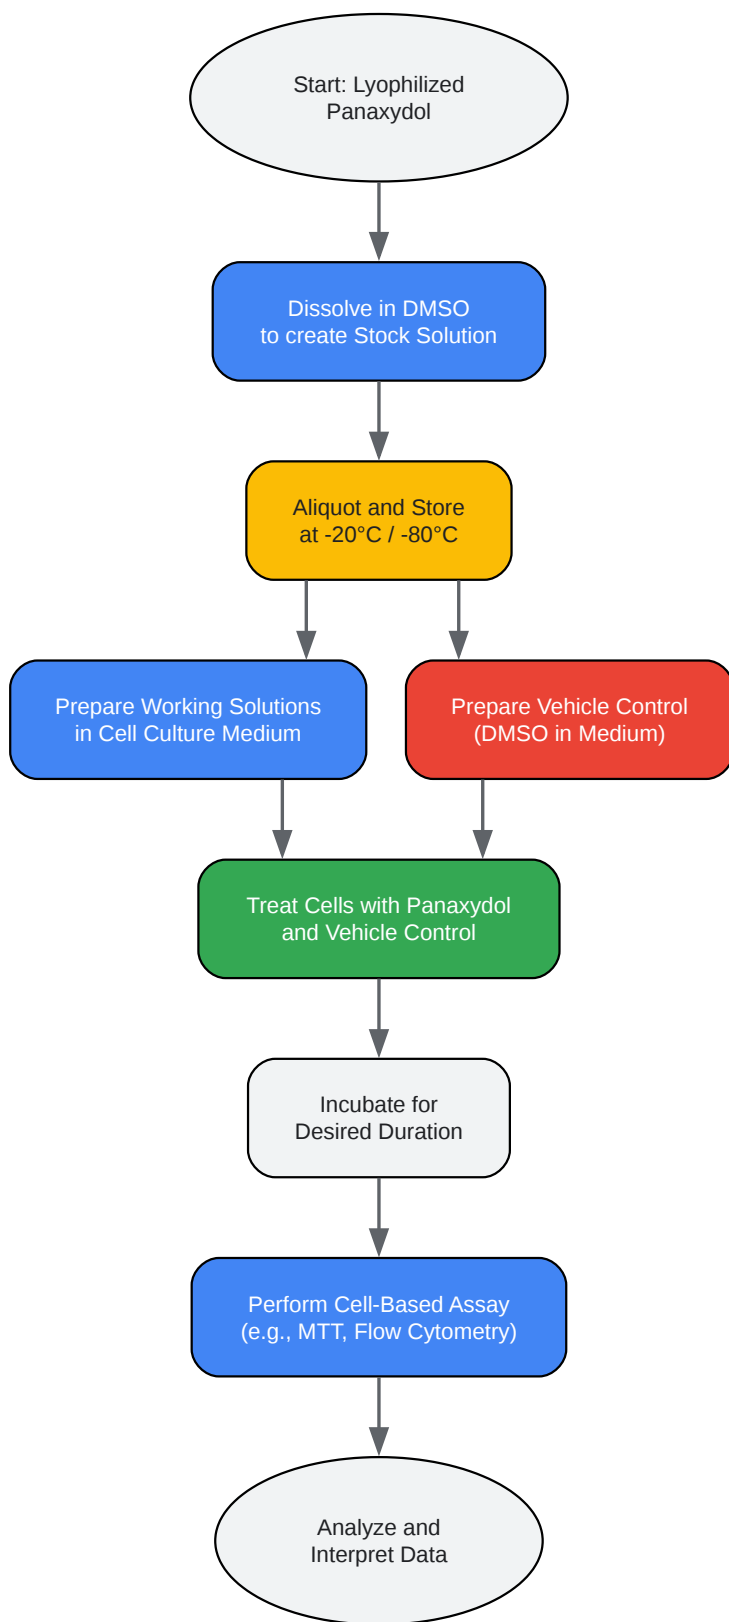 Start: Lyophilized
Panaxydol
Dissolve in DMSO
to create Stock Solution
Aliquot and Store
at -20°C / -80°C
Prepare Working Solutions
in Cell Culture Medium
Prepare Vehicle Control
(DMSO in Medium)
Treat Cells with Panaxydol
and Vehicle Control
Incubate for
Desired Duration
Perform Cell-Based Assay
(e.g., MTT, Flow Cytometry)
Analyze and
Interpret Data